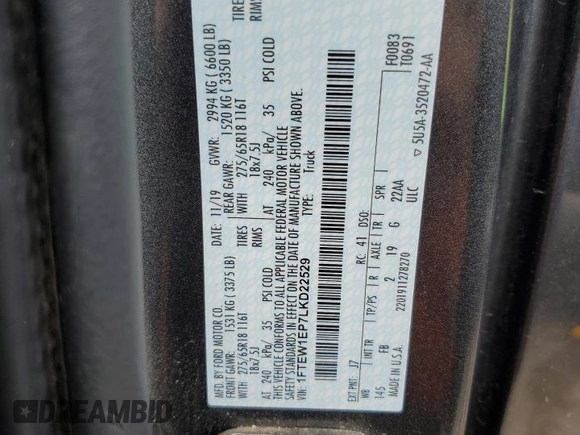 MFD. BY FORD MOTOR CO.
DATE: 11/19 GVWR: 2994 KG ( 6600 LB)
FRONT GAWR: 1531 KG ( 3375 LB) REAR GAWR: 1520 KG ( 3350 LB)
WITH 275/65R18 116T TIRES WITH 275/65R18 116T TIRES
18x7.5J RIMS 18x7.5J RIMS
AT 240 kPa/ 35 PSI COLD AT 240 kPa/ 35 PSI COLD
THIS VEHICLE CONFORMS TO ALL APPLICABLE FEDERAL MOTOR VEHICLE
SAFETY STANDARDS IN EFFECT ON THE DATE OF MANUFACTURE SHOWN ABOVE.
VIN: 1FTEW1EP7LKD22529 TYPE: Truck
F0083
T0691
EXT PNT: J7 RC: 41 DSO:
WB INT TR TP/PS R AXLE TR SPR
145 FB 2 19 G 22AA
ULC
MADE IN U.S.A. 2201911278270
5U5A-3520472-AA
DREAMBID